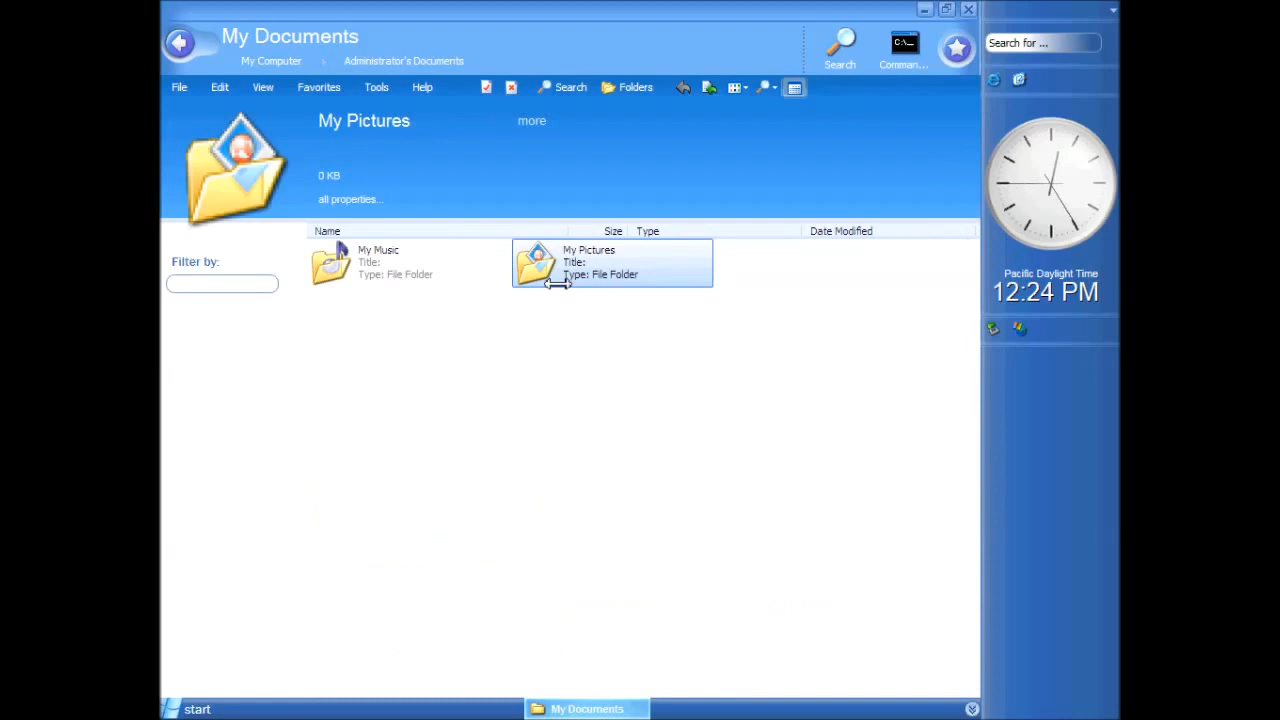 My Documents
My Computer
Administrator's Documents
Search
Comman...
Search for ...
File
Edit
View
Favorites
Tools
Help
Search
Folders
My Pictures
more
0 KB
all properties...
Name
Size
Type
Date Modified
Filter by:
My Music
Title:
Type: File Folder
My Pictures
Title:
Type: File Folder
Pacific Daylight Time
12:24 PM
start
My Documents
C:\_